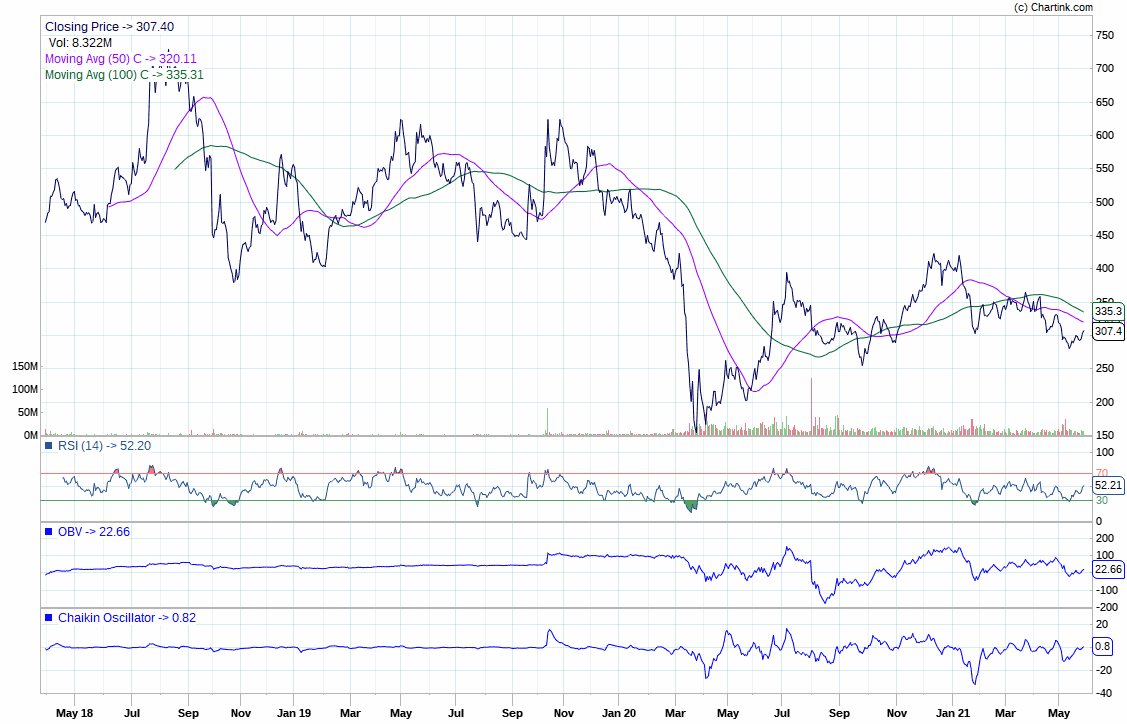 (c) Chartink.com
Closing Price -> 307.40
Vol: 8.322M
Moving Avg (50) C -> 320.11
Moving Avg (100) C -> 335.31
750
700
650
600
550
500
450
400
350
335.3
307.4
250
200
150
150M
100M
50M
0M
RSI (14) -> 52.20
100
70
52.21
30
0
OBV -> 22.66
200
100
22.66
-100
-200
Chaikin Oscillator -> 0.82
20
0.8
-20
-40
May 18 Jul Sep Nov Jan 19 Mar May Jul Sep Nov Jan 20 Mar May Jul Sep Nov Jan 21 Mar May